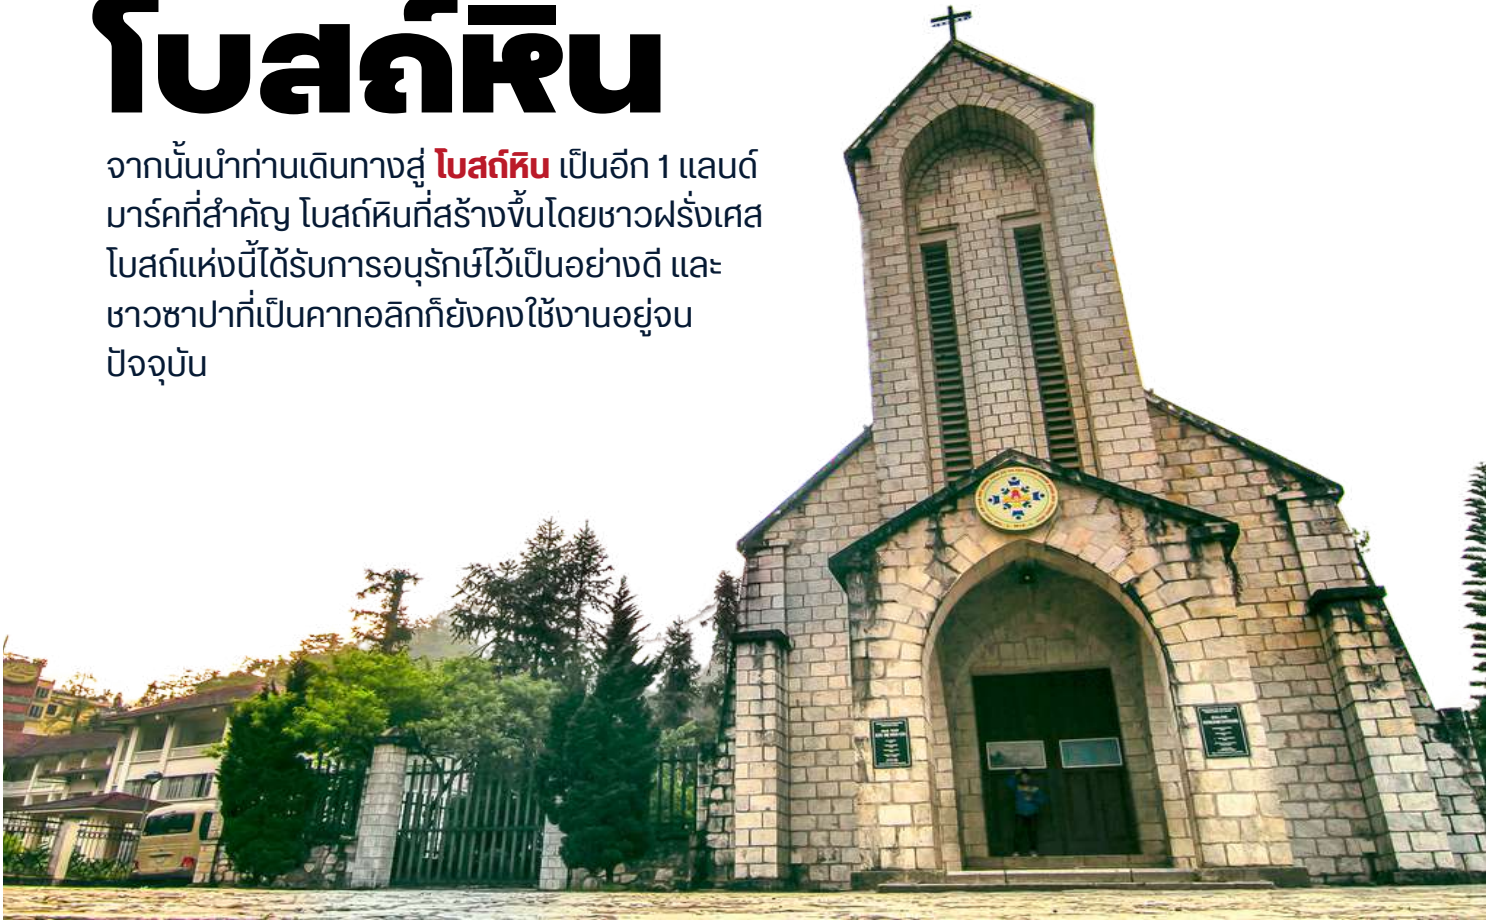 โบสถ์หิน
จากนั้นนำท่านเดินทางสู่ โบสถ์หิน เป็นอีก 1 แลนด์
มาร์คที่สำคัญ โบสถ์หินที่สร้างขึ้นโดยชาวฝรั่งเศส
โบสถ์แห่งนี้ได้รับการอนุรักษ์ไว้เป็นอย่างดี และ
ชาวซาปาที่เป็นคาทอลิกก็ยังคงใช้งานอยู่จน
ปัจจุบัน